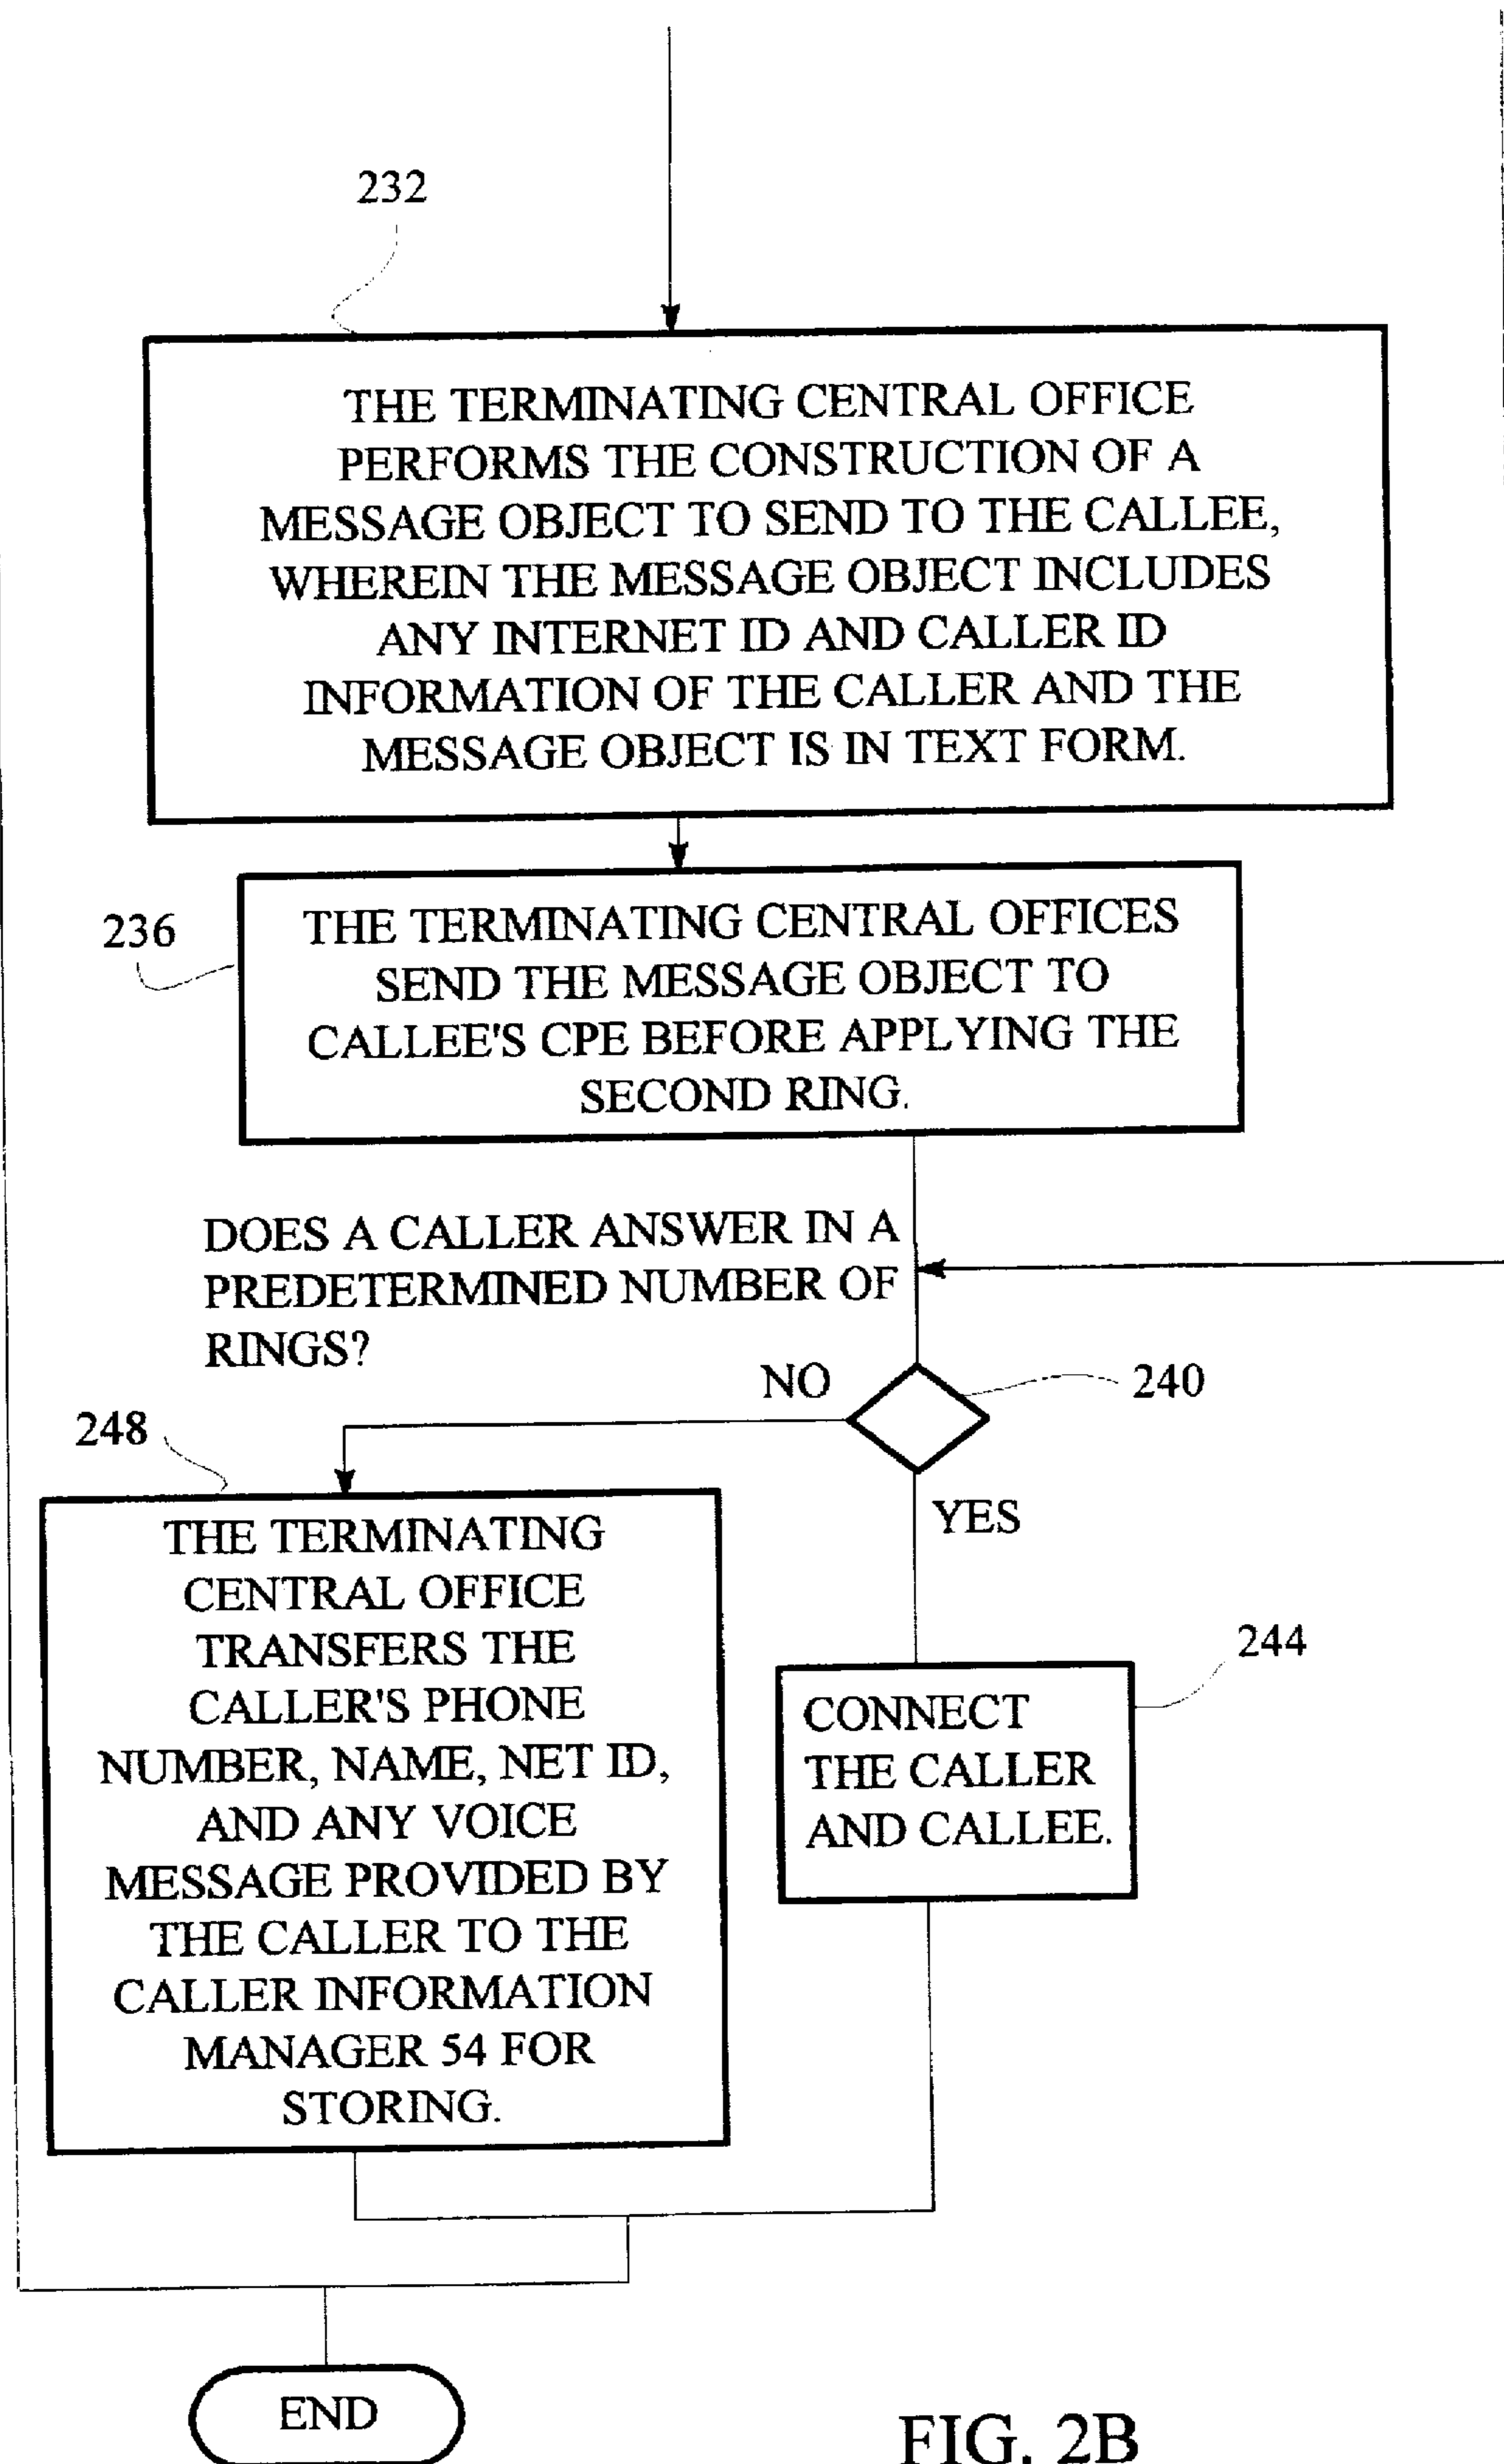 232
THE TERMINATING CENTRAL OFFICE
PERFORMS THE CONSTRUCTION OF A
MESSAGE OBJECT TO SEND TO THE CALLEE,
WHEREIN THE MESSAGE OBJECT INCLUDES
ANY INTERNET ID AND CALLER ID
INFORMATION OF THE CALLER AND THE
MESSAGE OBJECT IS IN TEXT FORM.
236
THE TERMINATING CENTRAL OFFICES
SEND THE MESSAGE OBJECT TO
CALLEE'S CPE BEFORE APPLYING THE
SECOND RING.
DOES A CALLER ANSWER IN A
PREDETERMINED NUMBER OF
RINGS?
NO
240
248
YES
THE TERMINATING
CENTRAL OFFICE
TRANSFERS THE
CALLER'S PHONE
NUMBER, NAME, NET ID,
AND ANY VOICE
MESSAGE PROVIDED BY
THE CALLER TO THE
CALLER INFORMATION
MANAGER 54 FOR
STORING.
244
CONNECT
THE CALLER
AND CALLEE.
END
FIG. 2B